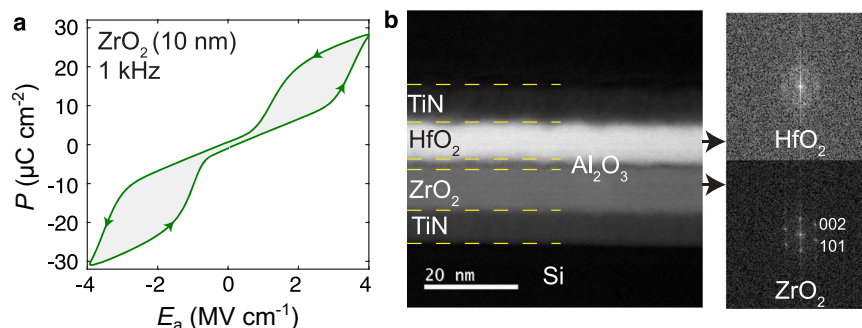 a
ZrO₂ (10 nm)
1 kHz
30
20
10
0
-10
-20
-30
P (μC cm⁻²)
-4
-2
0
2
4
Eₐ (MV cm⁻¹)
b
TiN
HfO₂
Al₂O₃
ZrO₂
TiN
20 nm
Si
HfO₂
002
101
ZrO₂